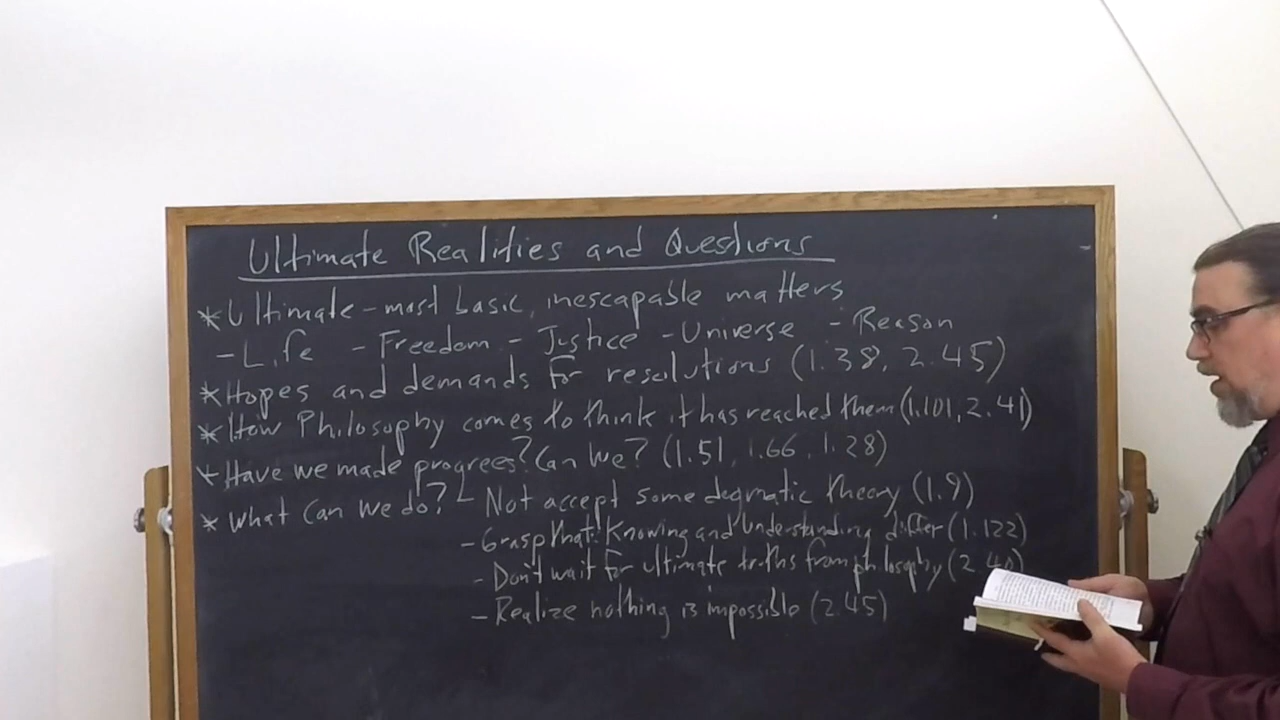 Ultimate Realities and Questions
* Ultimate - most basic, inescapable matters
- Life - Freedom - Justice - Universe - Reason
* Hopes and demands for resolutions (1.38, 2.45)
* How Philosophy comes to think it has reached them (1.101, 2.41)
* Have we made progrees? Can we? (1.51, 1.66, 1.28)
* What can we do? - Not accept some dogmatic theory (1.9)
- Grasp that: Knowing and Understanding differ (1.122)
- Don't wait for ultimate truths from philosophy (2.40)
- Realize nothing is impossible (2.45)